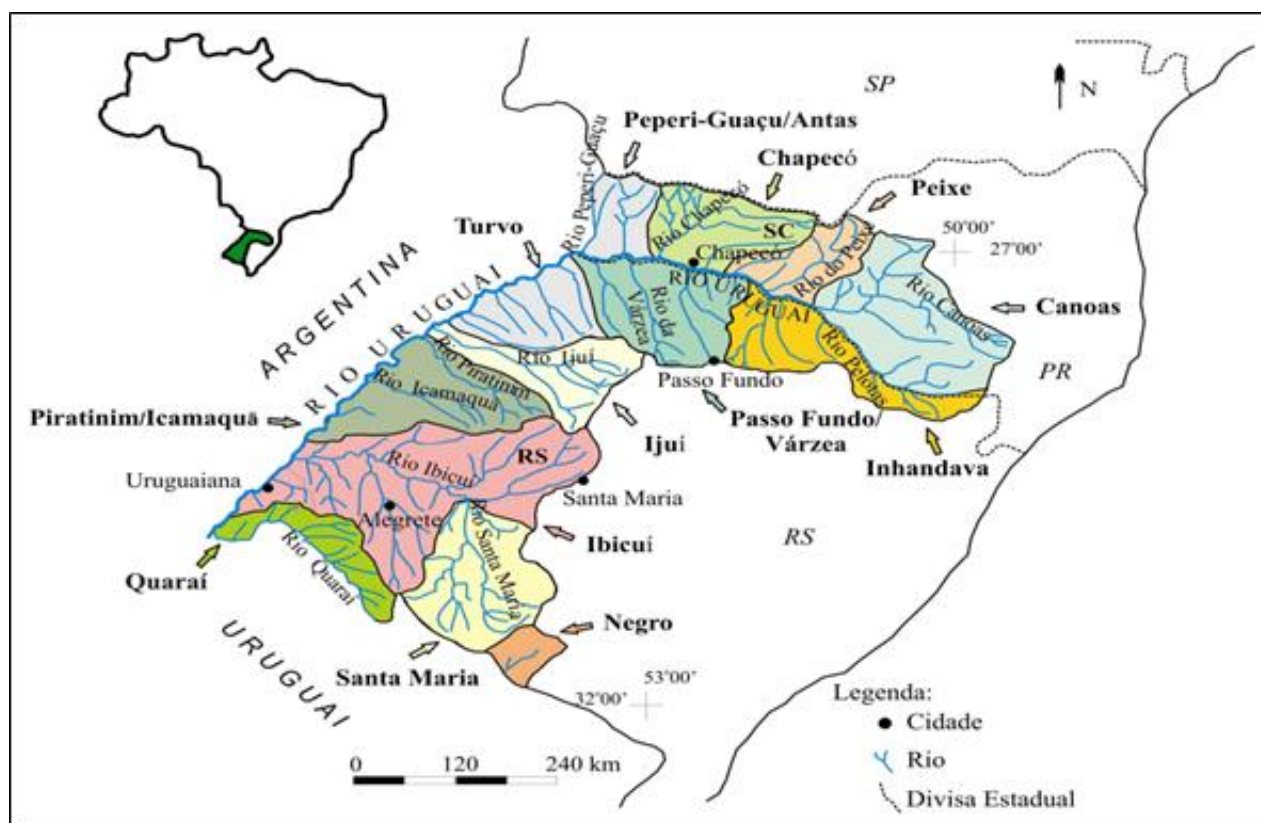 SP
N
Peperi-Guaçu/Antas
Chapecó
Peixe
Rio Peperi-Guaçu
Rio Chapecó
SC
Turvo
Chapecó
Rio do Peixe
50°00'
27°00'
ARGENTINA
RIO URUGUAI
RIO URUGUAI
Rio Canoas
Canoas
Rio da Várzea
Rio Ijuí
Rio Piratinim
Rio Icamaquã
Rio Pelotas
Passo Fundo
PR
Piratinim/Icamaquã
Passo Fundo/
Várzea
Ijuí
Inhandava
RS
Rio Ibicuí
Uruguaiana
Santa Maria
Alegrete
Rio Santa Maria
Ibicuí
RS
Quaraí
Rio Quaraí
Negro
URUGUAI
Santa Maria
53°00'
32°00'
Legenda:
Cidade
0 120 240 km
Rio
Divisa Estadual